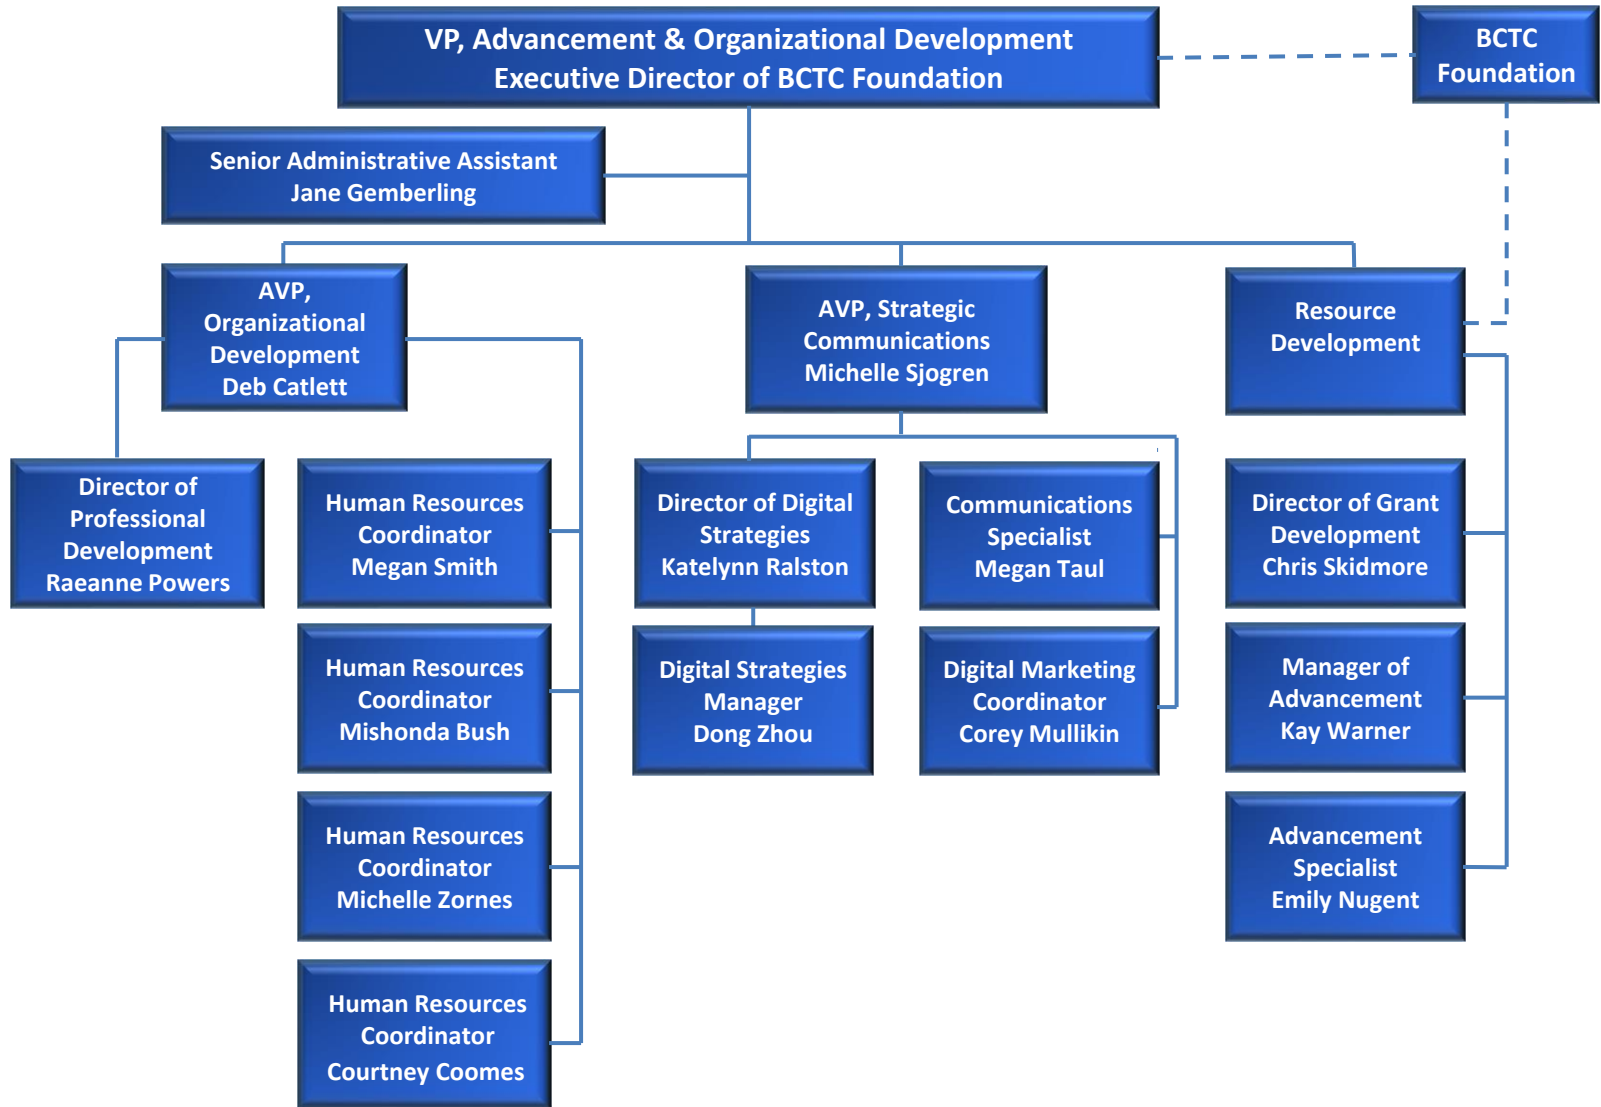 VP, Advancement & Organizational Development
Executive Director of BCTC Foundation
BCTC
Foundation
Senior Administrative Assistant
Jane Gemberling
AVP,
Organizational
Development
Deb Catlett
AVP, Strategic
Communications
Michelle Sjogren
Resource
Development
Director of
Professional
Development
Raeanne Powers
Human Resources
Coordinator
Megan Smith
Director of Digital
Strategies
Katelynn Ralston
Communications
Specialist
Megan Taul
Director of Grant
Development
Chris Skidmore
Human Resources
Coordinator
Mishonda Bush
Digital Strategies
Manager
Dong Zhou
Digital Marketing
Coordinator
Corey Mullikin
Manager of
Advancement
Kay Warner
Human Resources
Coordinator
Michelle Zornes
Advancement
Specialist
Emily Nugent
Human Resources
Coordinator
Courtney Coomes